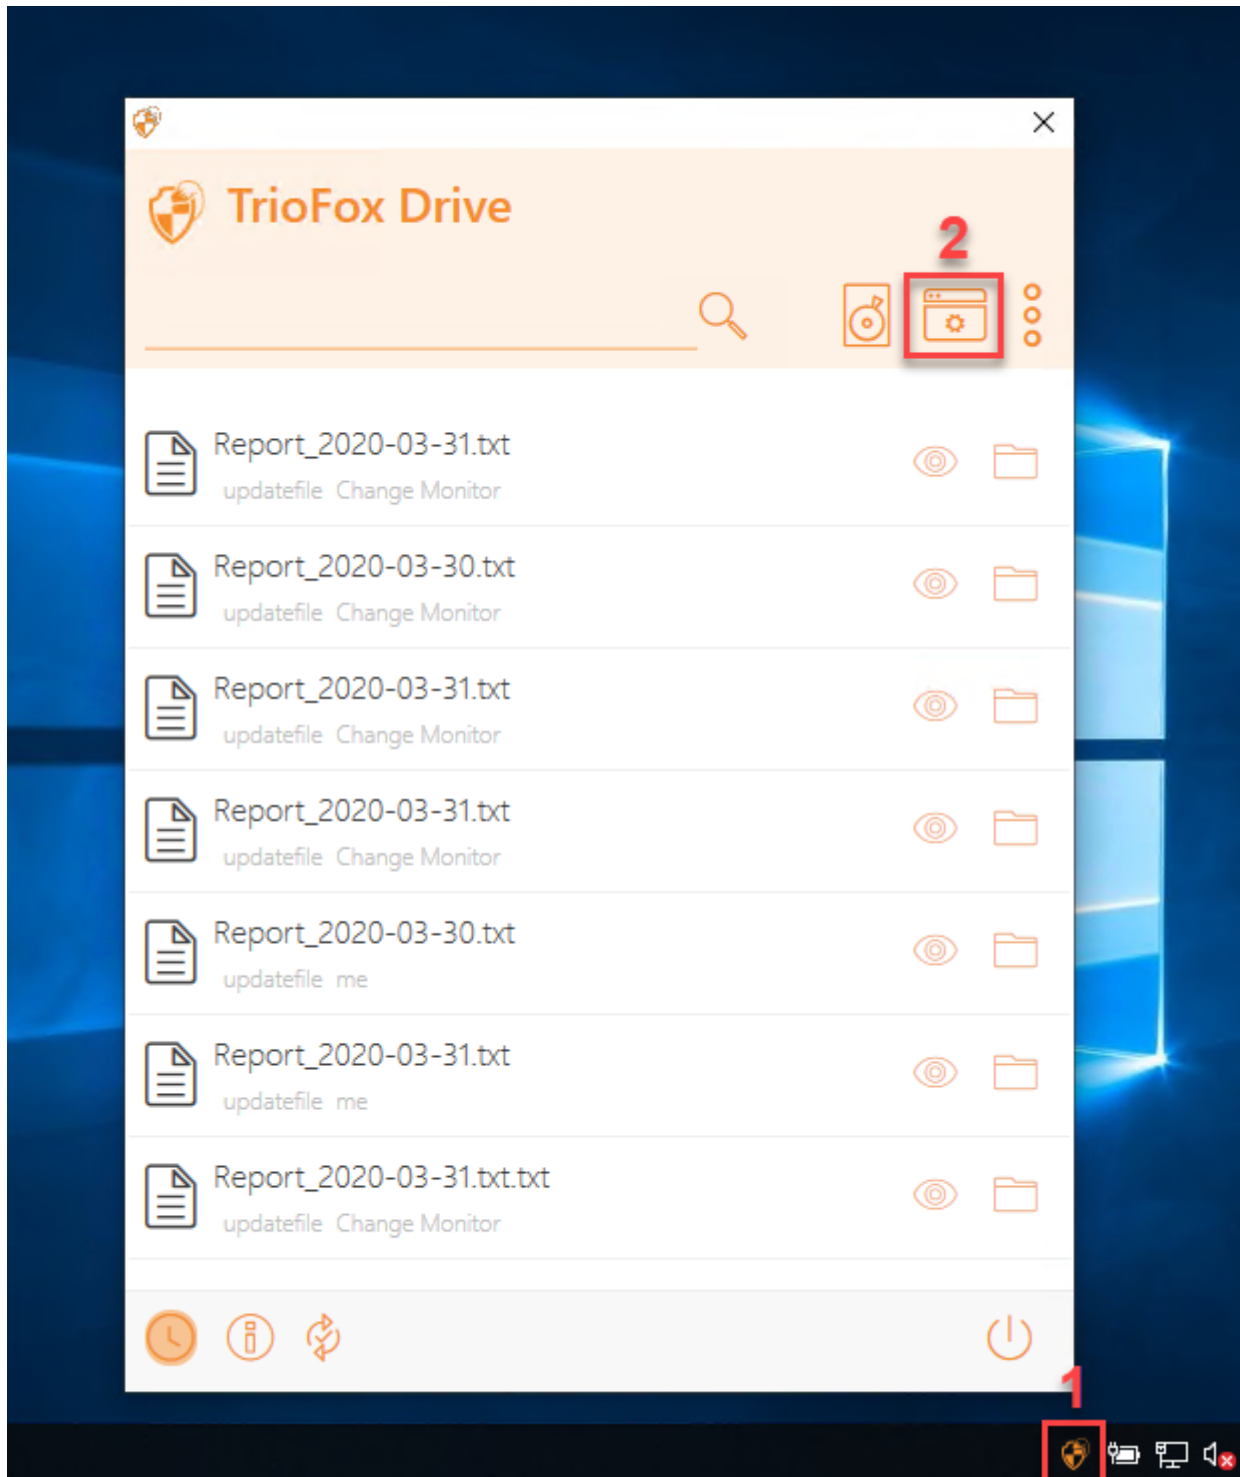 TrioFox Drive
2
Report_2020-03-31.txt
updatefile Change Monitor
Report_2020-03-30.txt
updatefile Change Monitor
Report_2020-03-31.txt
updatefile Change Monitor
Report_2020-03-31.txt
updatefile Change Monitor
Report_2020-03-30.txt
updatefile me
Report_2020-03-31.txt
updatefile me
Report_2020-03-31.txt.txt
updatefile Change Monitor
1